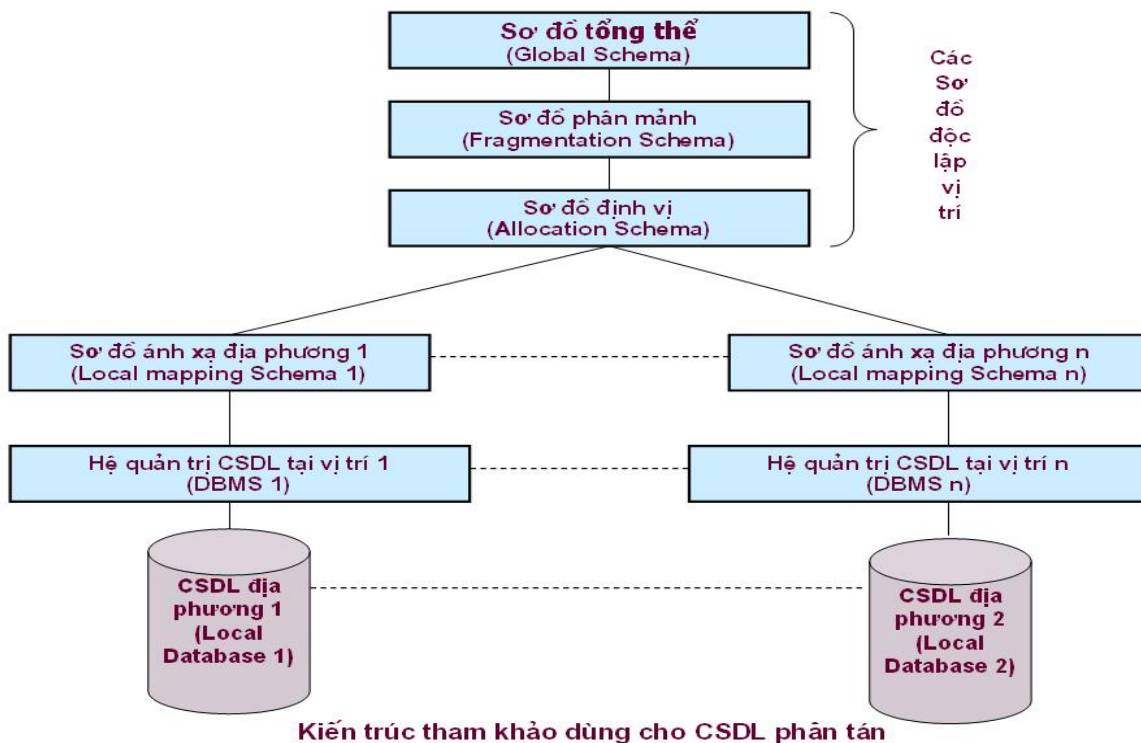 Sơ đồ tổng thể
(Global Schema)
Sơ đồ phân mảnh
(Fragmentation Schema)
Sơ đồ định vị
(Allocation Schema)
Các
Sơ
đồ
độc
lập
vị
trí
Sơ đồ ánh xạ địa phương 1
(Local mapping Schema 1)
Sơ đồ ánh xạ địa phương n
(Local mapping Schema n)
Hệ quản trị CSDL tại vị trí 1
(DBMS 1)
Hệ quản trị CSDL tại vị trí n
(DBMS n)
CSDL địa
phương 1
(Local
Database 1)
CSDL địa
phương 2
(Local
Database 2)
Kiến trúc tham khảo dùng cho CSDL phân tán